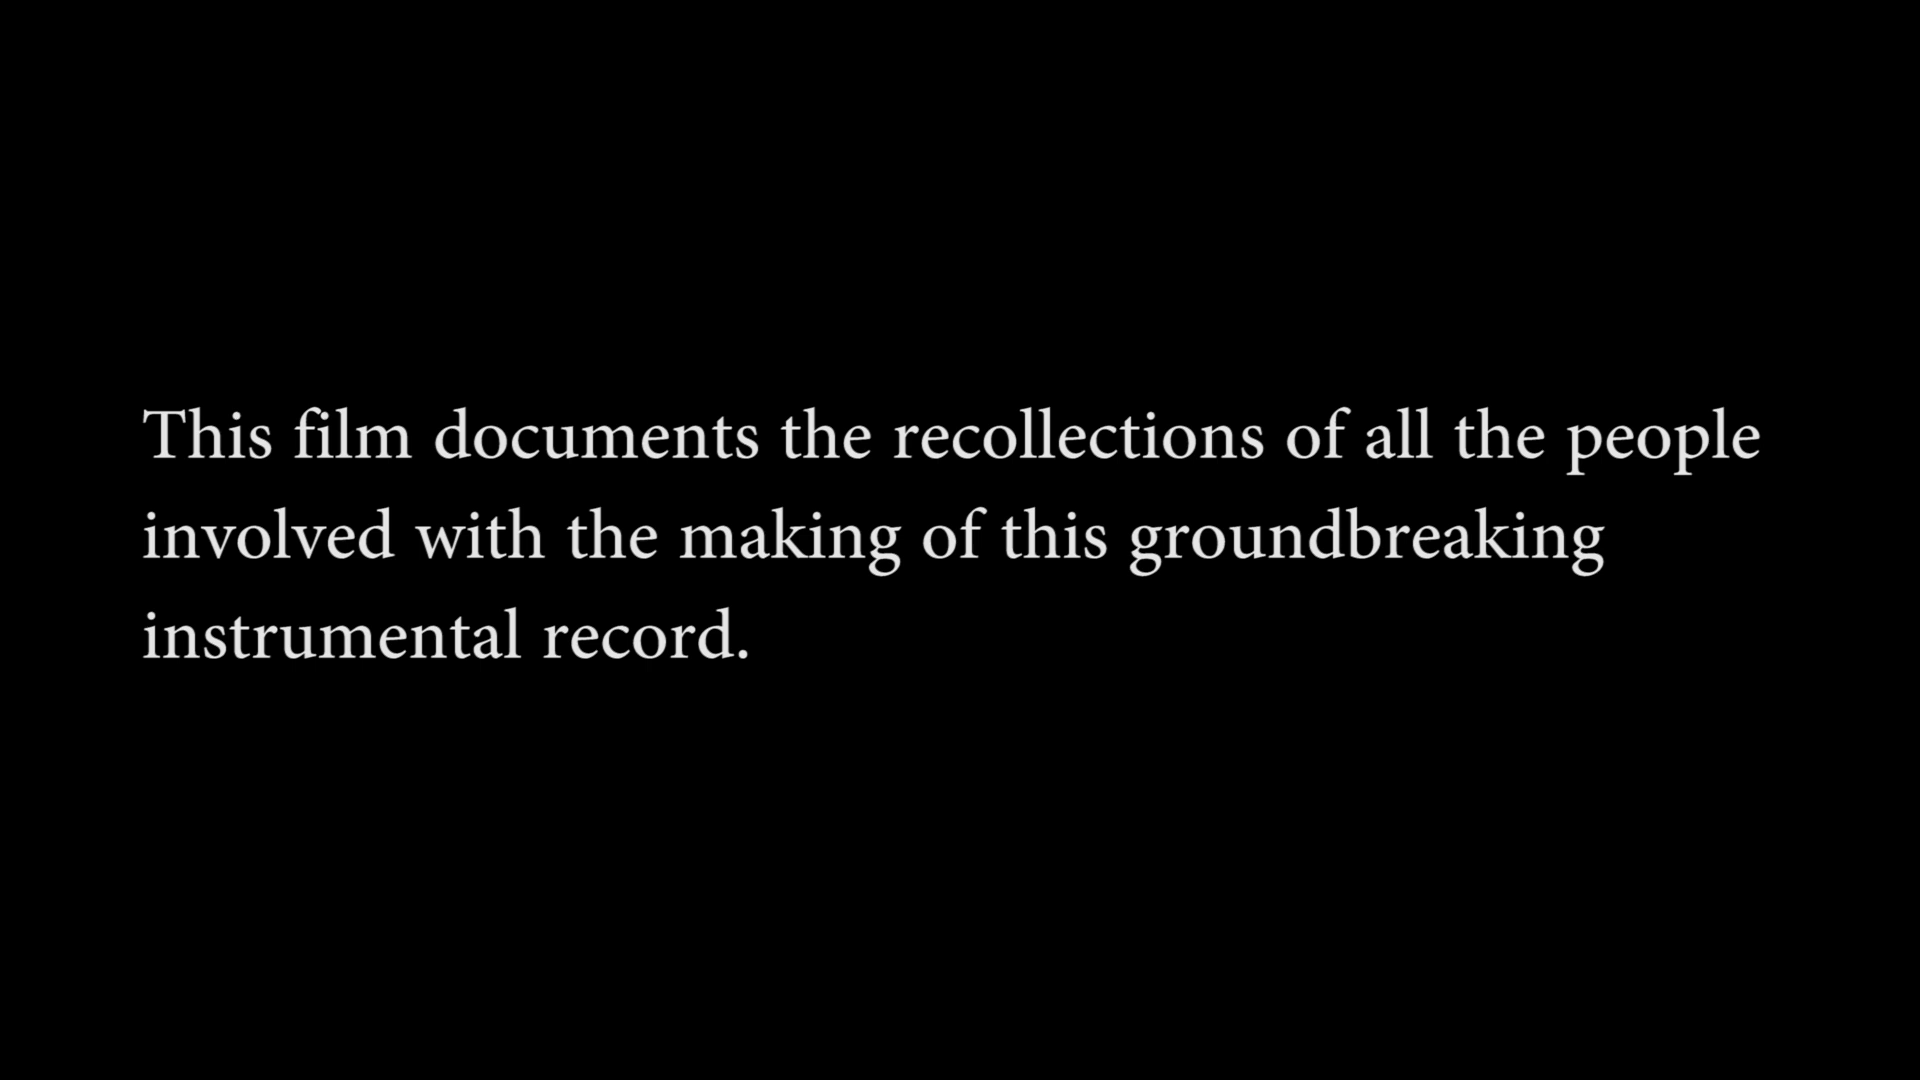 This film documents the recollections of all the people
involved with the making of this groundbreaking
instrumental record.